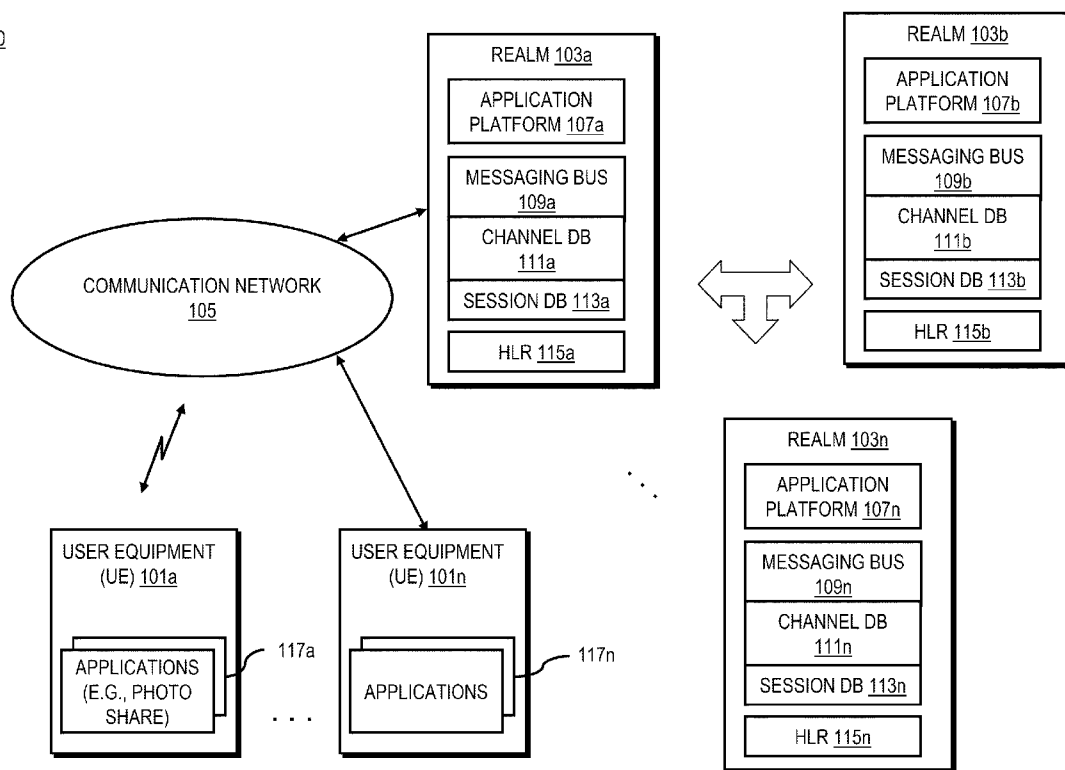 REALM 103a
APPLICATION
PLATFORM 107a
MESSAGING BUS
109a
CHANNEL DB
111a
SESSION DB 113a
HLR 115a
REALM 103b
APPLICATION
PLATFORM 107b
MESSAGING BUS
109b
CHANNEL DB
111b
SESSION DB 113b
HLR 115b
COMMUNICATION NETWORK
105
REALM 103n
APPLICATION
PLATFORM 107n
MESSAGING BUS
109n
CHANNEL DB
111n
SESSION DB 113n
HLR 115n
USER EQUIPMENT
(UE) 101a
APPLICATIONS
(E.G., PHOTO
SHARE)
117a
. . .
USER EQUIPMENT
(UE) 101n
APPLICATIONS
117n